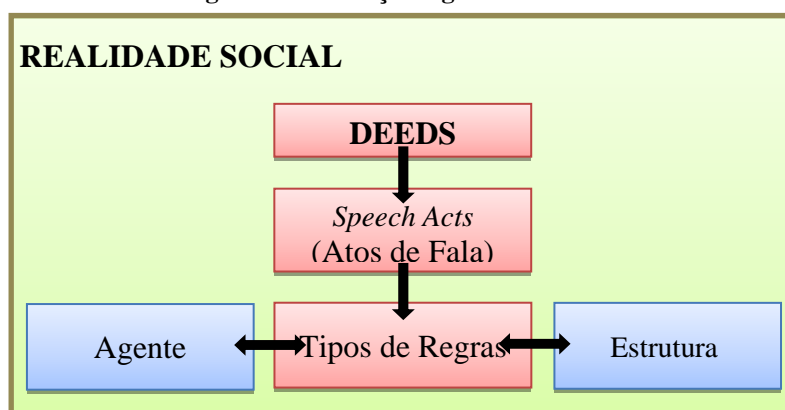 REALIDADE SOCIAL
DEEDS
Speech Acts
(Atos de Fala)
Agente
Tipos de Regras
Estrutura